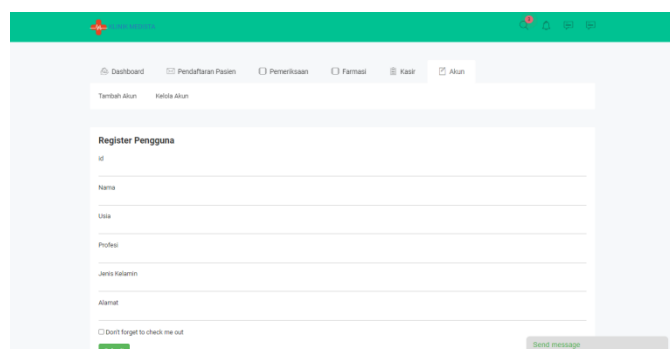 KLINIK MEDISTA
Dashboard Pendaftaran Pasien Pemeriksaan Farmasi Kasir Akun
Tambah Akun Kelola Akun
Register Pengguna
Id
Nama
Usia
Profesi
Jenis Kelamin
Alamat
Don't forget to check me out
Send message